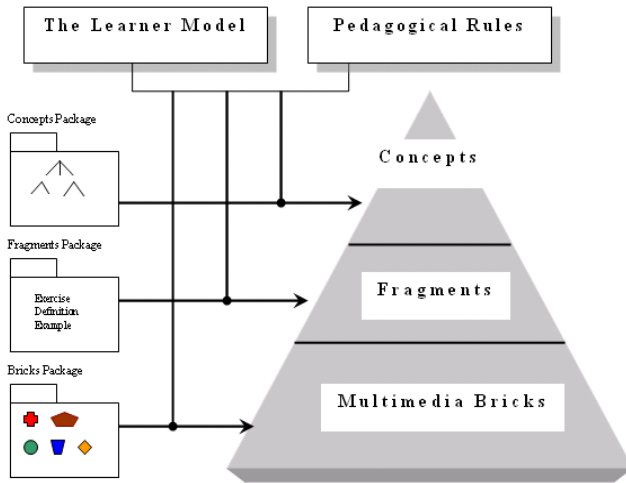 The Learner Model
Pedagogical Rules
Concepts Package
Concepts
Fragments Package
Exercise
Definition
Example
Fragments
Bricks Package
Multimedia Bricks